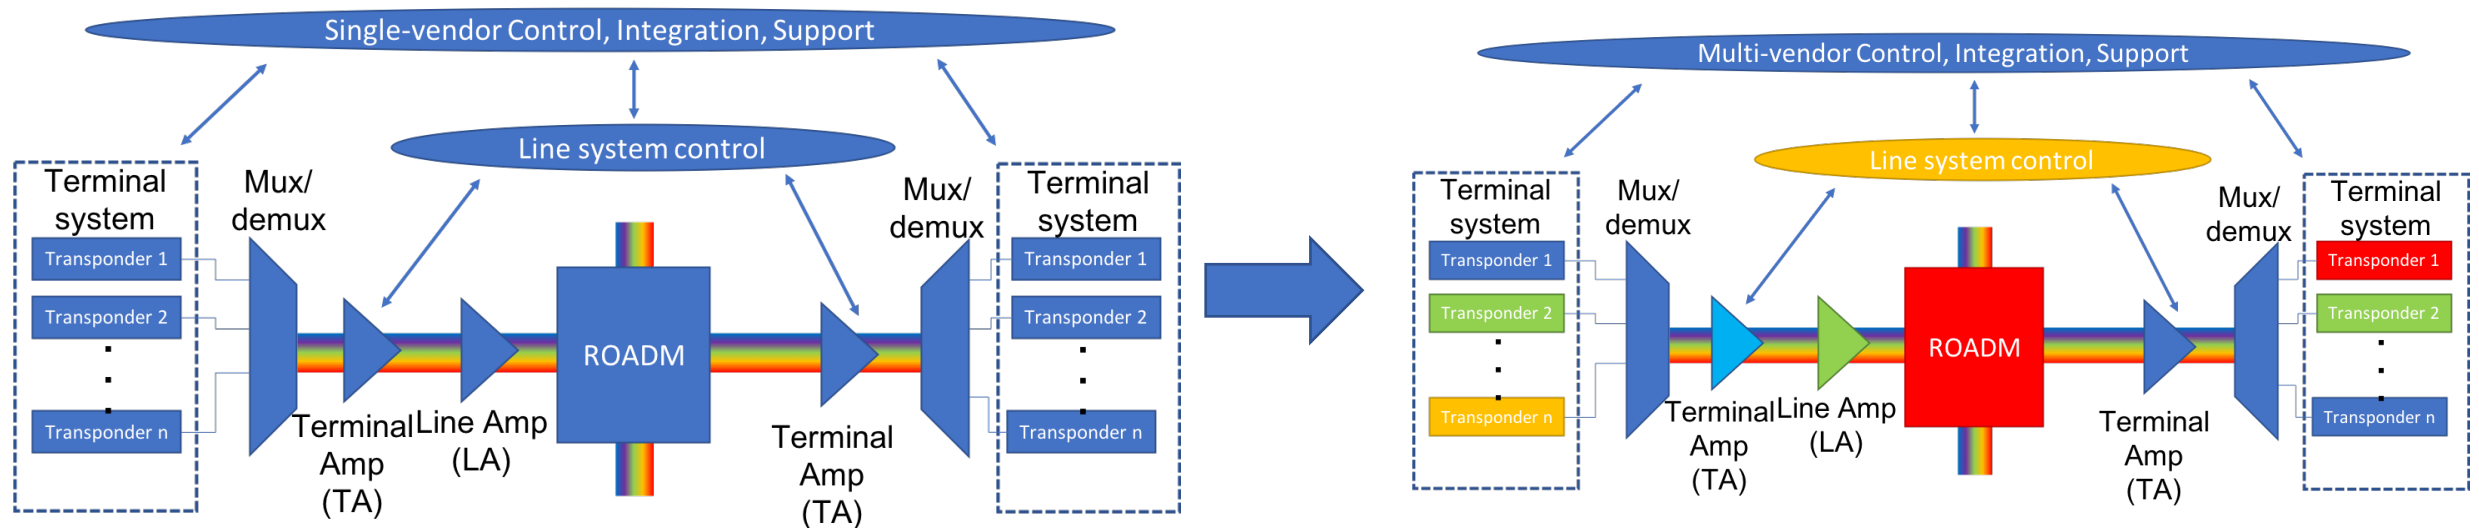 Single-vendor Control, Integration, Support
Line system control
Terminal
system
Transponder 1
Transponder 2
Transponder n
Mux/
demux
Terminal
Amp
(TA)
Line Amp
(LA)
ROADM
Terminal
Amp
(TA)
Mux/
demux
Terminal
system
Transponder 1
Transponder 2
Transponder n
Multi-vendor Control, Integration, Support
Line system control
Terminal
system
Transponder 1
Transponder 2
Transponder n
Mux/
demux
Terminal
Amp
(TA)
Line Amp
(LA)
ROADM
Terminal
Amp
(TA)
Mux/
demux
Terminal
system
Transponder 1
Transponder 2
Transponder n